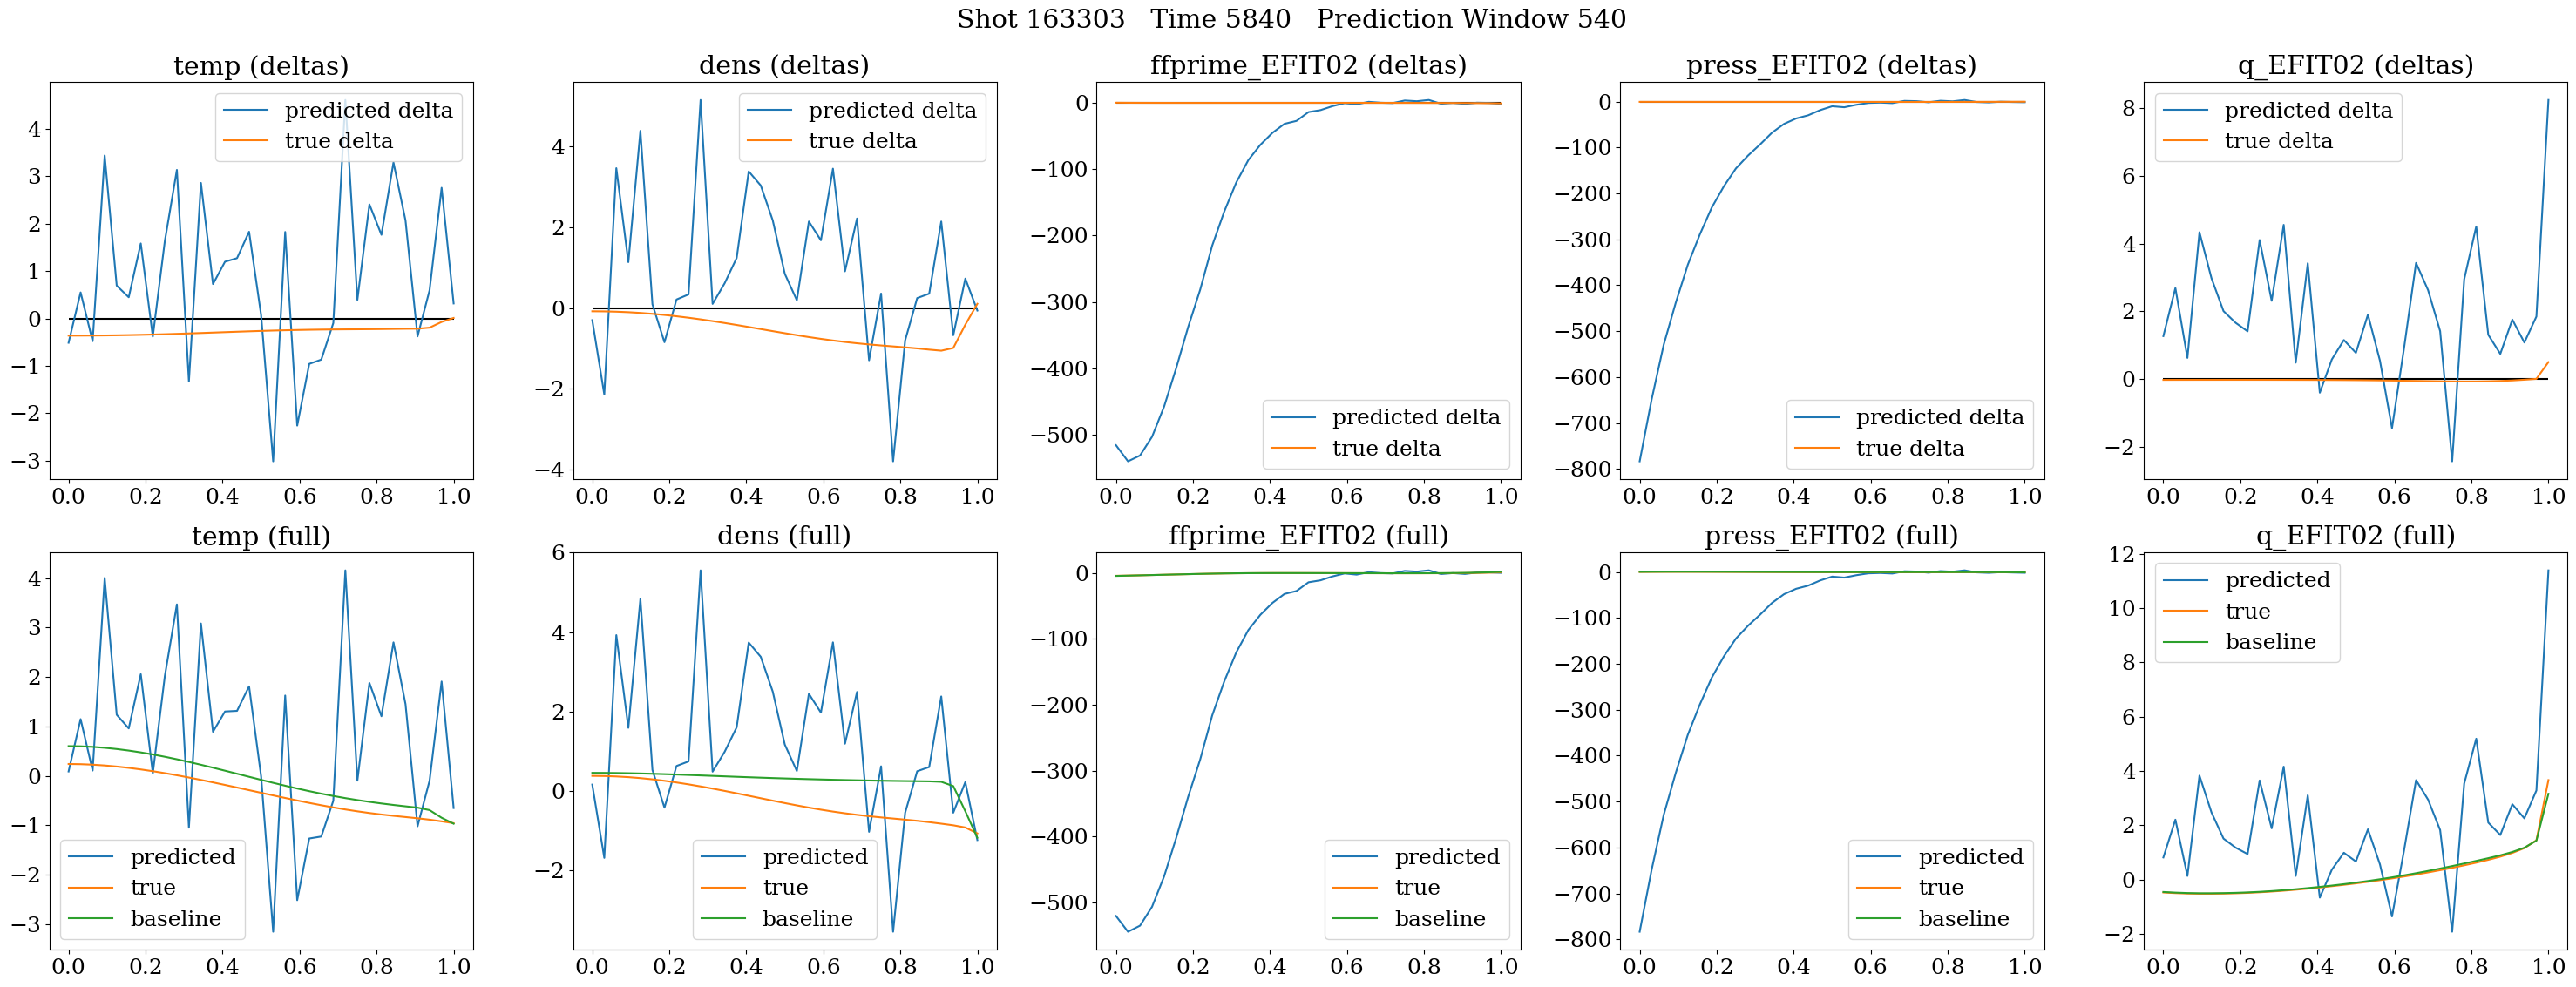 Shot 163303   Time 5840   Prediction Window 540
temp (deltas)
predicted delta
true delta
4
3
2
1
0
−1
−2
−3
0.0 0.2 0.4 0.6 0.8 1.0
dens (deltas)
predicted delta
true delta
4
2
0
−2
−4
0.0 0.2 0.4 0.6 0.8 1.0
ffprime_EFIT02 (deltas)
0
−100
−200
−300
−400
−500
predicted delta
true delta
0.0 0.2 0.4 0.6 0.8 1.0
press_EFIT02 (deltas)
0
−100
−200
−300
−400
−500
−600
−700
−800
predicted delta
true delta
0.0 0.2 0.4 0.6 0.8 1.0
q_EFIT02 (deltas)
predicted delta
true delta
8
6
4
2
0
−2
0.0 0.2 0.4 0.6 0.8 1.0
temp (full)
4
3
2
1
0
−1
−2
−3
predicted
true
baseline
0.0 0.2 0.4 0.6 0.8 1.0
dens (full)
6
4
2
0
−2
predicted
true
baseline
0.0 0.2 0.4 0.6 0.8 1.0
ffprime_EFIT02 (full)
0
−100
−200
−300
−400
−500
predicted
true
baseline
0.0 0.2 0.4 0.6 0.8 1.0
press_EFIT02 (full)
0
−100
−200
−300
−400
−500
−600
−700
−800
predicted
true
baseline
0.0 0.2 0.4 0.6 0.8 1.0
q_EFIT02 (full)
predicted
true
baseline
12
10
8
6
4
2
0
−2
0.0 0.2 0.4 0.6 0.8 1.0